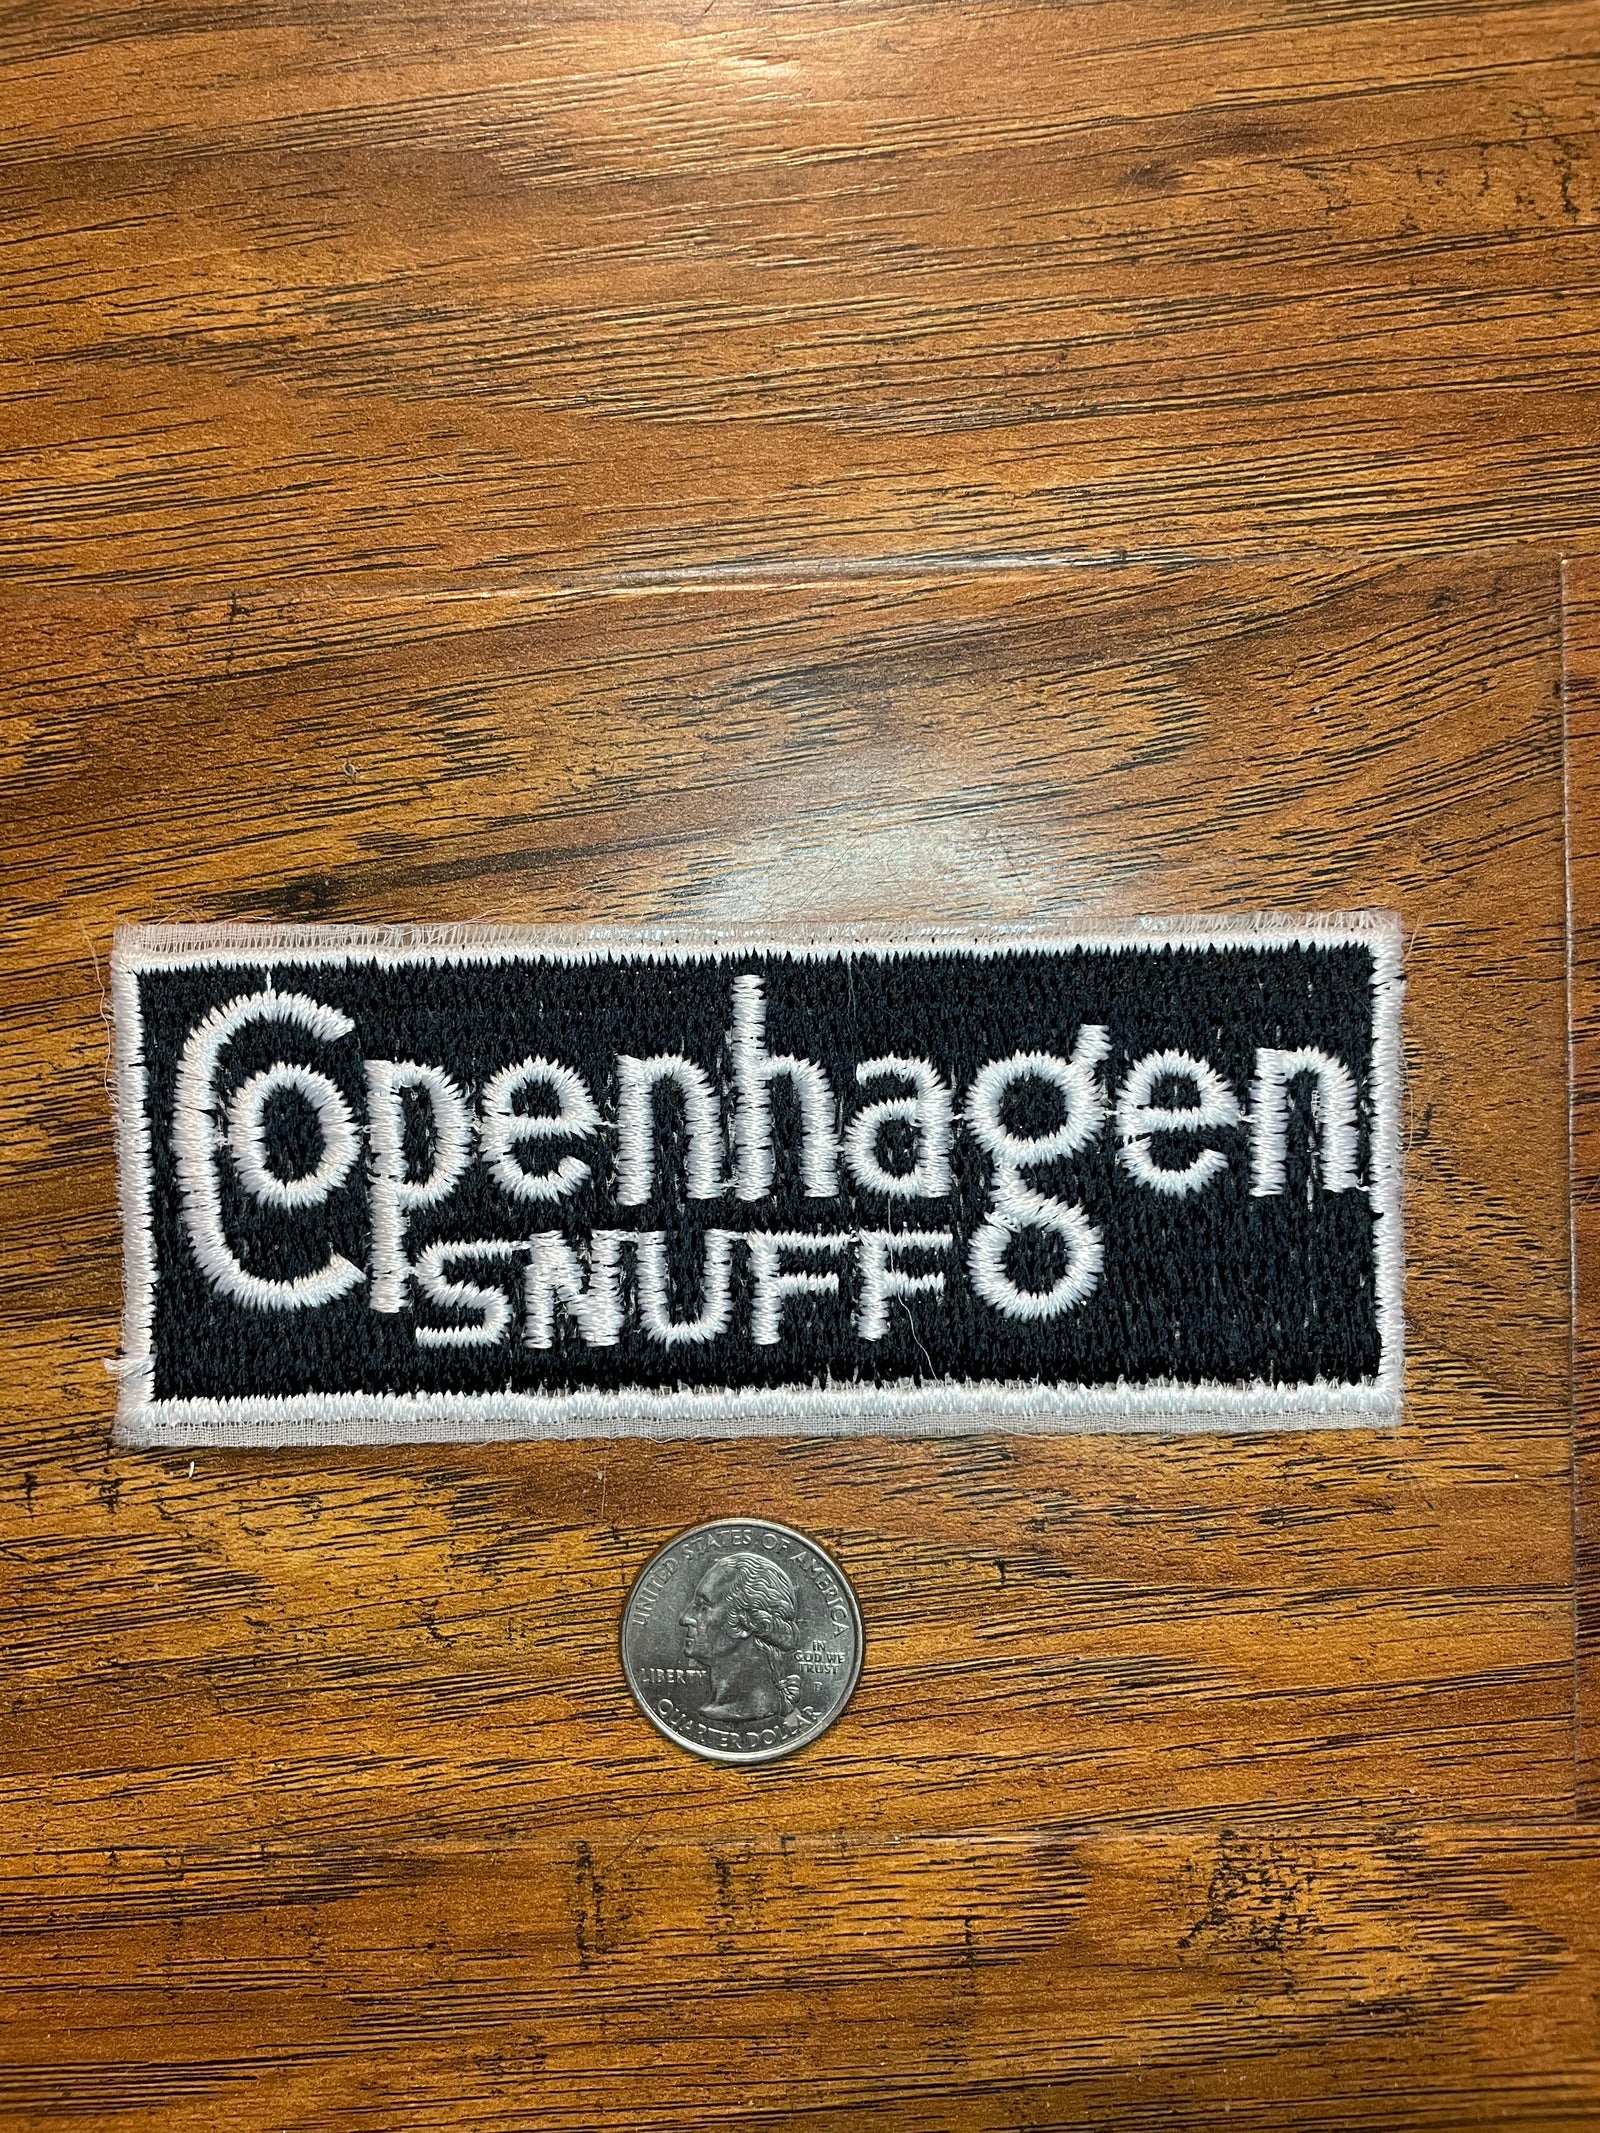 Copenhagen
SNUFF
UNITED STATES OF AMERICA
LIBERTY
IN
GOD WE
TRUST
P
QUARTER DOLLAR